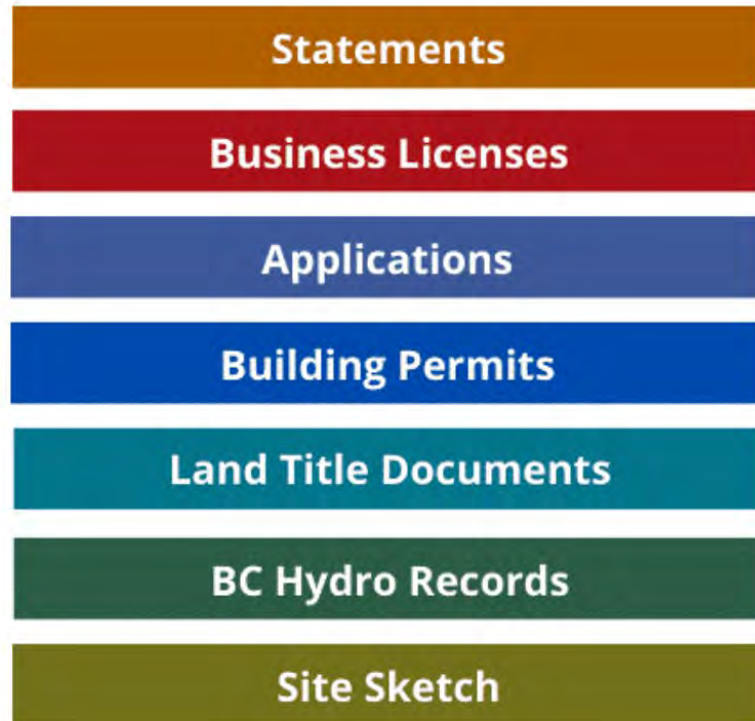 Statements
Business Licenses
Applications
Building Permits
Land Title Documents
BC Hydro Records
Site Sketch